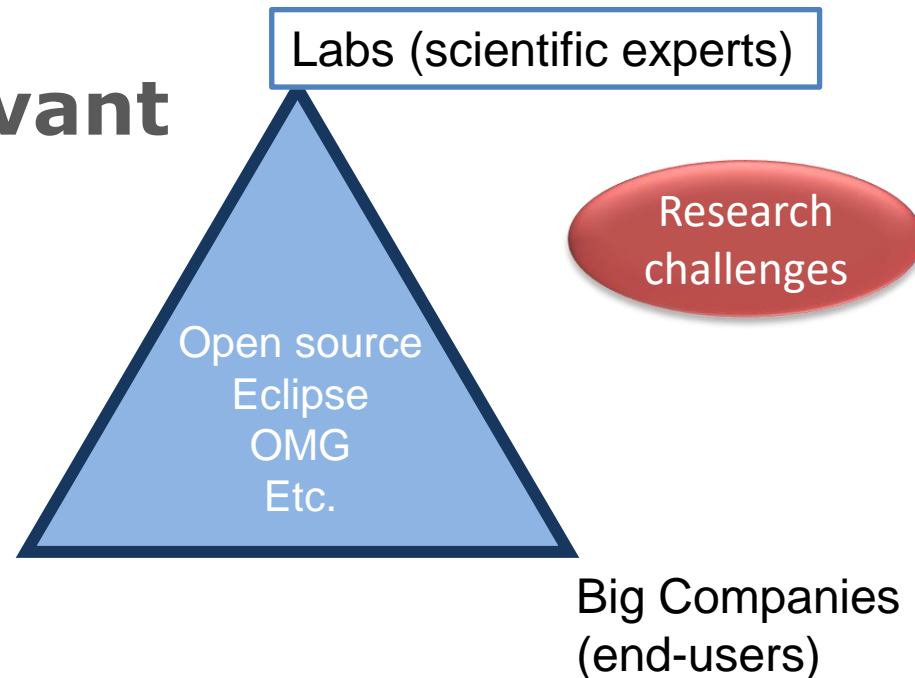 Labs (scientific experts)
vant
Research
challenges
Open source
Eclipse
OMG
Etc.
Big Companies
(end-users)